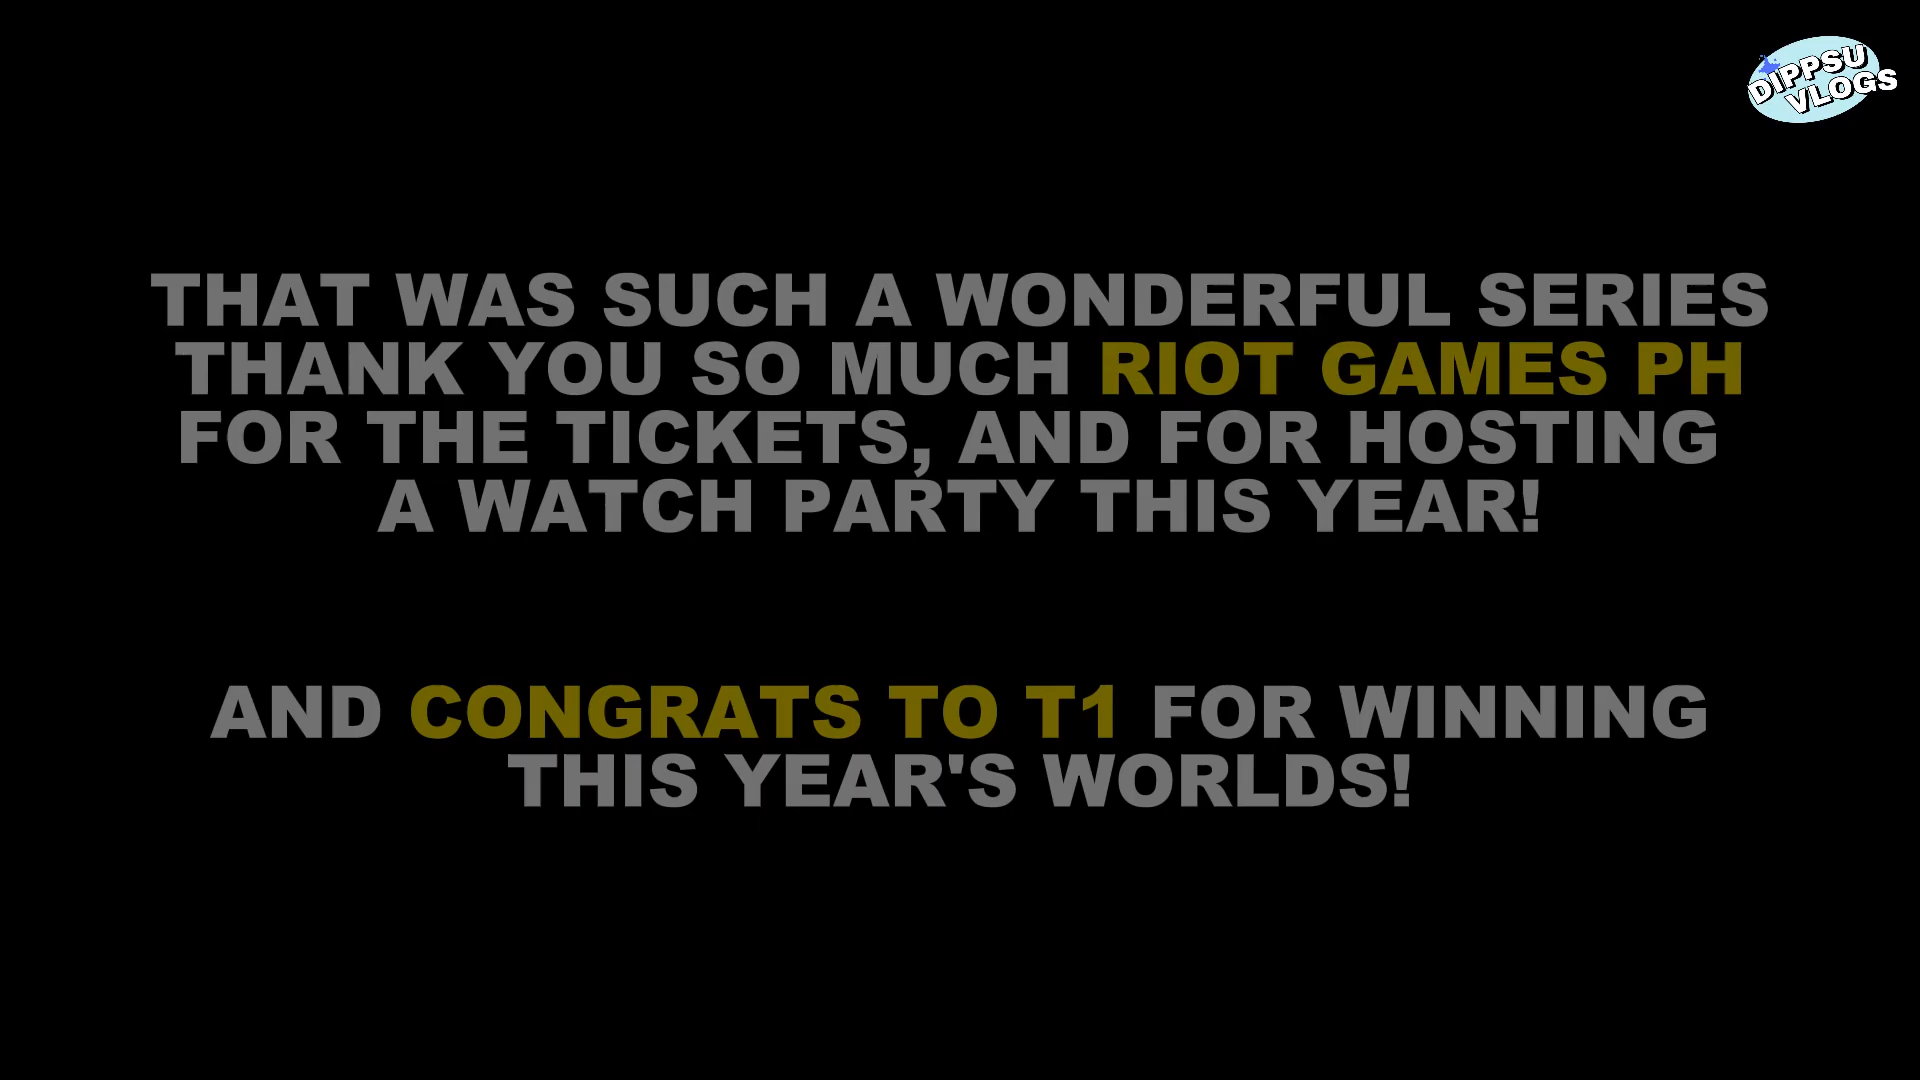 DIPPSU
VLOGS
THAT WAS SUCH A WONDERFUL SERIES
THANK YOU SO MUCH RIOT GAMES PH
FOR THE TICKETS, AND FOR HOSTING
A WATCH PARTY THIS YEAR!
AND CONGRATS TO T1 FOR WINNING
THIS YEAR'S WORLDS!